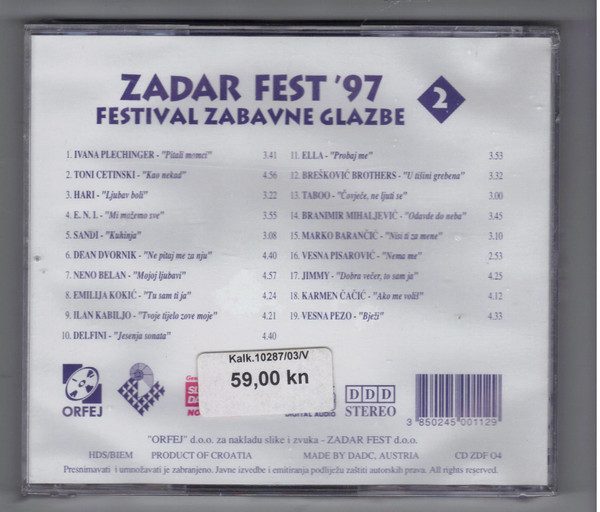 ZADAR FEST '97
2
FESTIVAL ZABAVNE GLAZBE
1. IVANA PLECHINGER - "Pitali momci" 3.41
2. TONI CETINSKI - "Kao nekad" 4.56
3. HARI - "Ljubav boli" 3.22
4. E. N. I. - "Mi možemo sve" 3.55
5. SANDI - "Kuhinja" 3.08
6. DEAN DVORNIK - "Ne pitaj me za nju" 4.40
7. NENO BELAN - "Mojoj ljubavi" 4.57
8. EMILIJA KOKIĆ - "Tu sam ti ja" 4.24
9. ILAN KABILJO - "Tvoje tijelo zove moje" 4.21
10. DELFINI - "Jesenja sonata" 4.40
11. ELLA - "Probaj me" 3.53
12. BREŠKOVIĆ BROTHERS - "U tišini grebena" 3.32
13. TABOO - "Čovječe, ne ljuti se" 3.00
14. BRANIMIR MIHALJEVIĆ - "Odavde do neba" 3.45
15. MARKO BARANČIĆ - "Nisi ti za mene" 3.10
16. VESNA PISAROVIĆ - "Nema me" 2.53
17. JIMMY - "Dobra večer, to sam ja" 4.25
18. KARMEN ČAČIĆ - "Ako me voliš" 4.12
19. VESNA PEZO - "Bježi" 4.33
Kalk.10287/03/V
59,00 kn
ORFEJ
DIGITAL AUDIO
DDD
STEREO
3 850245 001129
"ORFEJ" d.o.o. za nakladu slike i zvuka - ZADAR FEST d.o.o.
HDS/BIEM PRODUCT OF CROATIA MADE BY DADC, AUSTRIA CD ZDF O4
Presnimavati i umnožavati je zabranjeno. Javne izvedbe i emitiranja podliježu zaštiti autorskih prava. All rights reserved.